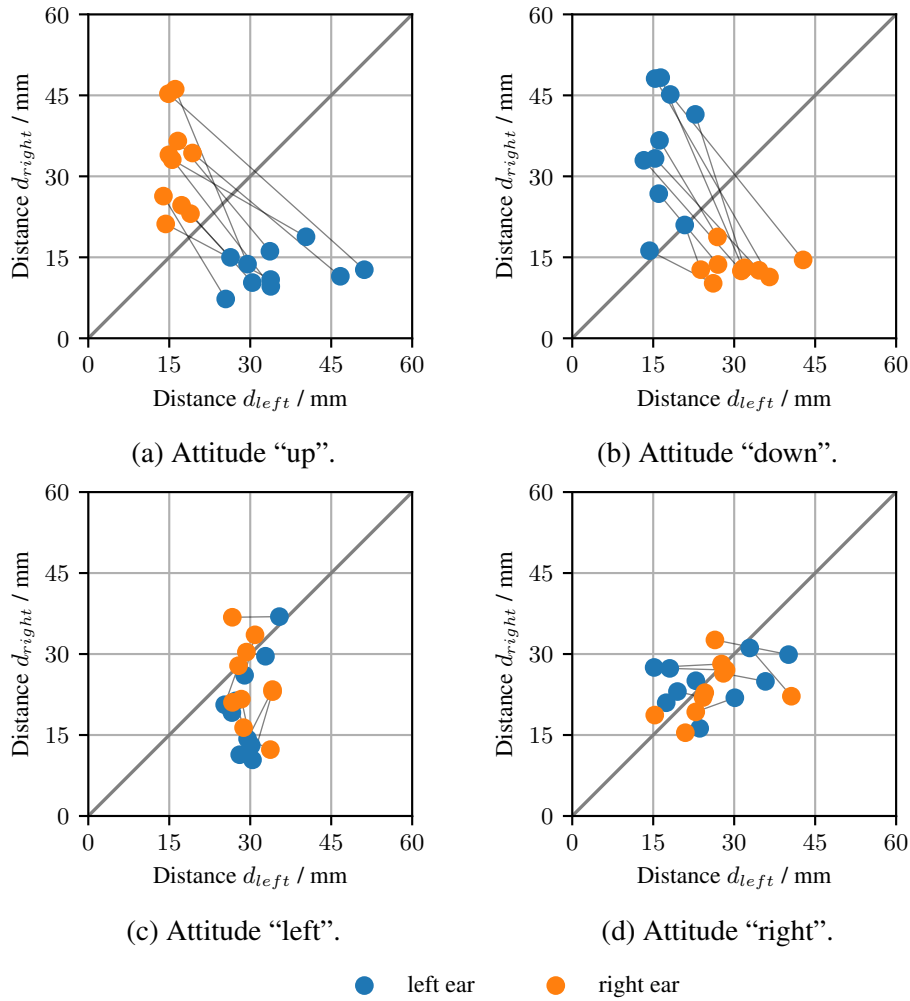 60
45
30
15
0
Distance d_right / mm
0 15 30 45 60
Distance d_left / mm
(a) Attitude “up”.
60
45
30
15
0
Distance d_right / mm
0 15 30 45 60
Distance d_left / mm
(b) Attitude “down”.
60
45
30
15
0
Distance d_right / mm
0 15 30 45 60
Distance d_left / mm
(c) Attitude “left”.
60
45
30
15
0
Distance d_right / mm
0 15 30 45 60
Distance d_left / mm
(d) Attitude “right”.
left ear right ear